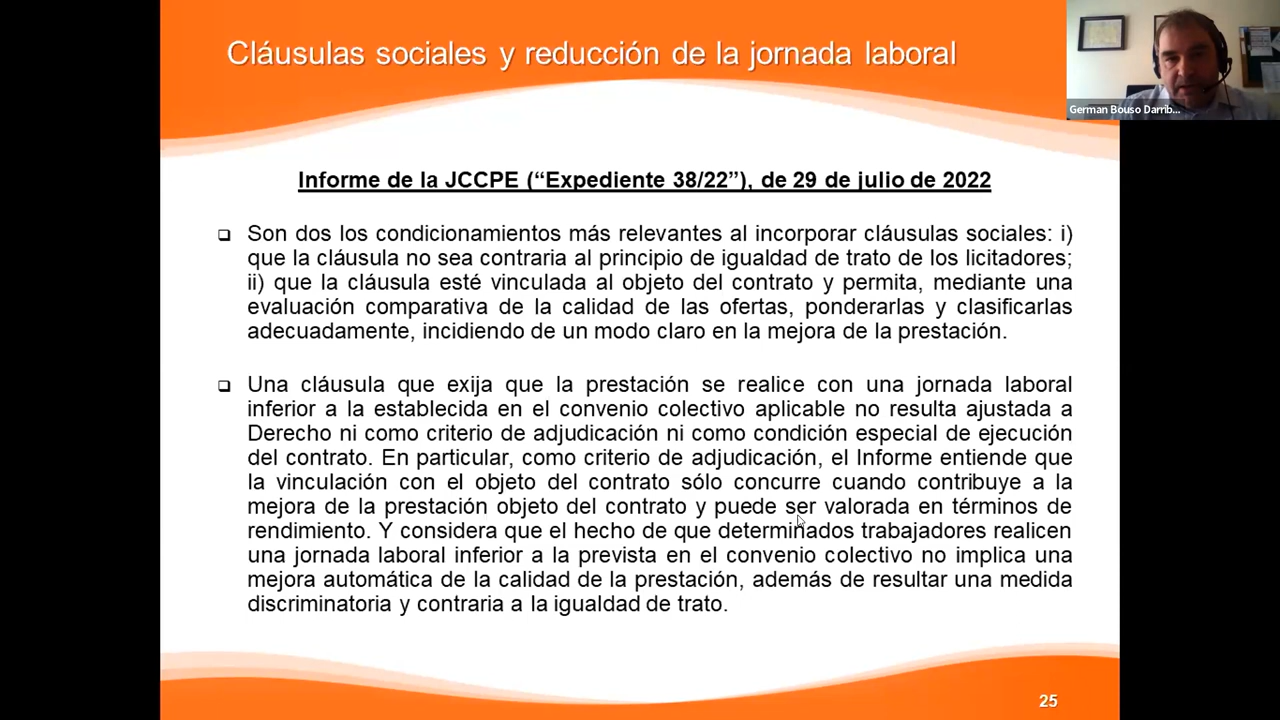 Cláusulas sociales y reducción de la jornada laboral
German Bouso Darrib...
Informe de la JCCPE (“Expediente 38/22”), de 29 de julio de 2022
❑ Son dos los condicionamientos más relevantes al incorporar cláusulas sociales: i)
que la cláusula no sea contraria al principio de igualdad de trato de los licitadores;
ii) que la cláusula esté vinculada al objeto del contrato y permita, mediante una
evaluación comparativa de la calidad de las ofertas, ponderarlas y clasificarlas
adecuadamente, incidiendo de un modo claro en la mejora de la prestación.
❑ Una cláusula que exija que la prestación se realice con una jornada laboral
inferior a la establecida en el convenio colectivo aplicable no resulta ajustada a
Derecho ni como criterio de adjudicación ni como condición especial de ejecución
del contrato. En particular, como criterio de adjudicación, el Informe entiende que
la vinculación con el objeto del contrato sólo concurre cuando contribuye a la
mejora de la prestación objeto del contrato y puede ser valorada en términos de
rendimiento. Y considera que el hecho de que determinados trabajadores realicen
una jornada laboral inferior a la prevista en el convenio colectivo no implica una
mejora automática de la calidad de la prestación, además de resultar una medida
discriminatoria y contraria a la igualdad de trato.
25